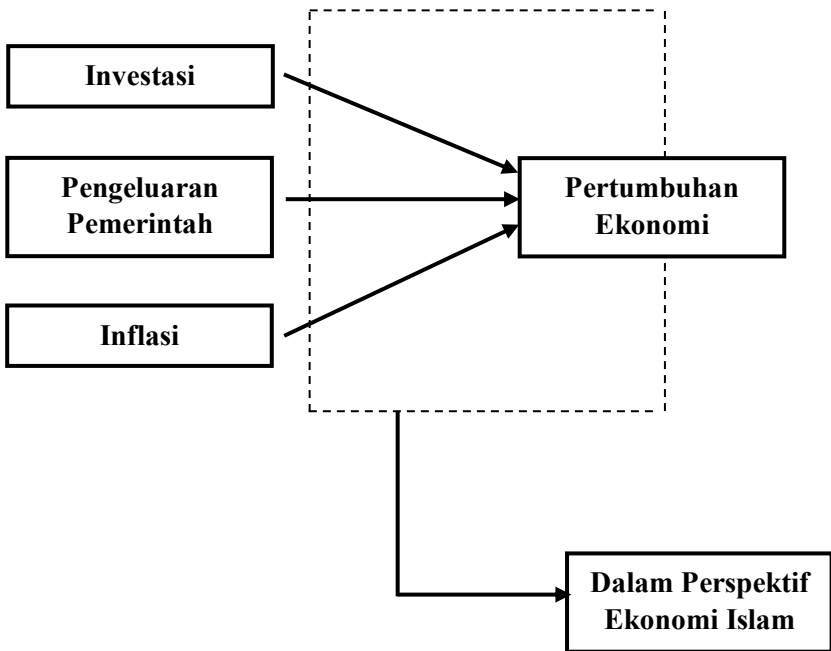 Investasi
Pengeluaran
Pemerintah
Inflasi
Pertumbuhan
Ekonomi
Dalam Perspektif
Ekonomi Islam